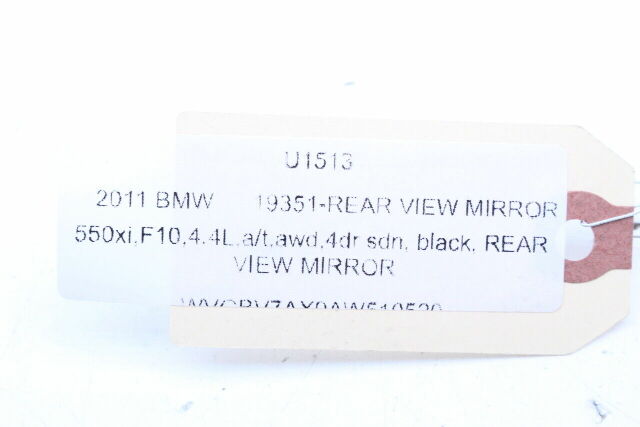 U1513
2011 BMW 19351-REAR VIEW MIRROR
550xi,F10,4.4L,a/t,awd,4dr sdn, black, REAR
VIEW MIRROR